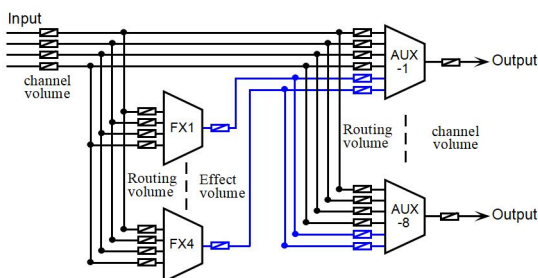 Input
AUX
-1
Output
channel
volume
FX1
Routing
volume
Effect
volume
Routing
volume
channel
volume
FX4
AUX
-8
Output